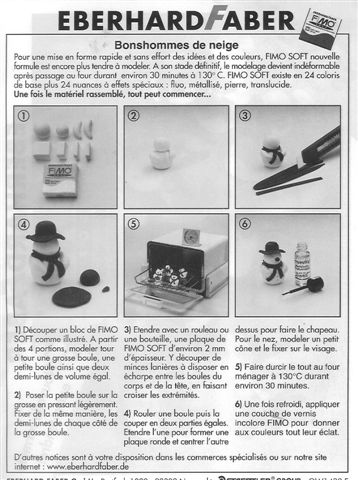 EBERHARD FABER
FIMO
Bonshommes de neige
Pour une mise en forme rapide et sans effort des idées et des couleurs, FIMO SOFT nouvelle
formule est encore plus tendre à modeler. A son stade définitif, le modelage devient indéformable
après passage au four durant environ 30 minutes à 130° C. FIMO SOFT existe en 24 coloris
de base plus 24 nuances à effets spéciaux : fluo, métallisé, pierre, translucide.
Une fois le matériel rassemblé, tout peut commencer...
1
FIMO
2
3
4
5
6
1) Découper un bloc de FIMO
SOFT comme illustré. A partir
des 4 portions, modeler tour
à tour une grosse boule, une
petite boule ainsi que deux
demi-lunes de volume égal.
2) Poser la petite boule sur la
grosse en pressant légèrement.
Fixer de la même manière, les
demi-lunes de chaque côté de
la grosse boule.
3) Etendre avec un rouleau ou
une bouteille, une plaque de
FIMO SOFT d'environ 2 mm
d'épaisseur. Y découper de
minces lanières à disposer en
écharpe entre les boules du
corps et de la tête, en faisant
croiser les extrémités.
4) Rouler une boule puis la
couper en deux parties égales.
Etendre l'une pour former une
plaque ronde et centrer l'autre
dessus pour faire le chapeau.
Pour le nez, modeler un petit
cône et le fixer sur le visage.
5) Faire durcir le tout au four
ménager à 130°C durant
environ 30 minutes.
6) Une fois refroidi, appliquer
une couche de vernis
incolore FIMO pour donner
aux couleurs tout leur éclat.
D'autres notices sont à votre disposition dans les commerces spécialisés ou sur notre site
internet : www.eberhardfaber.de